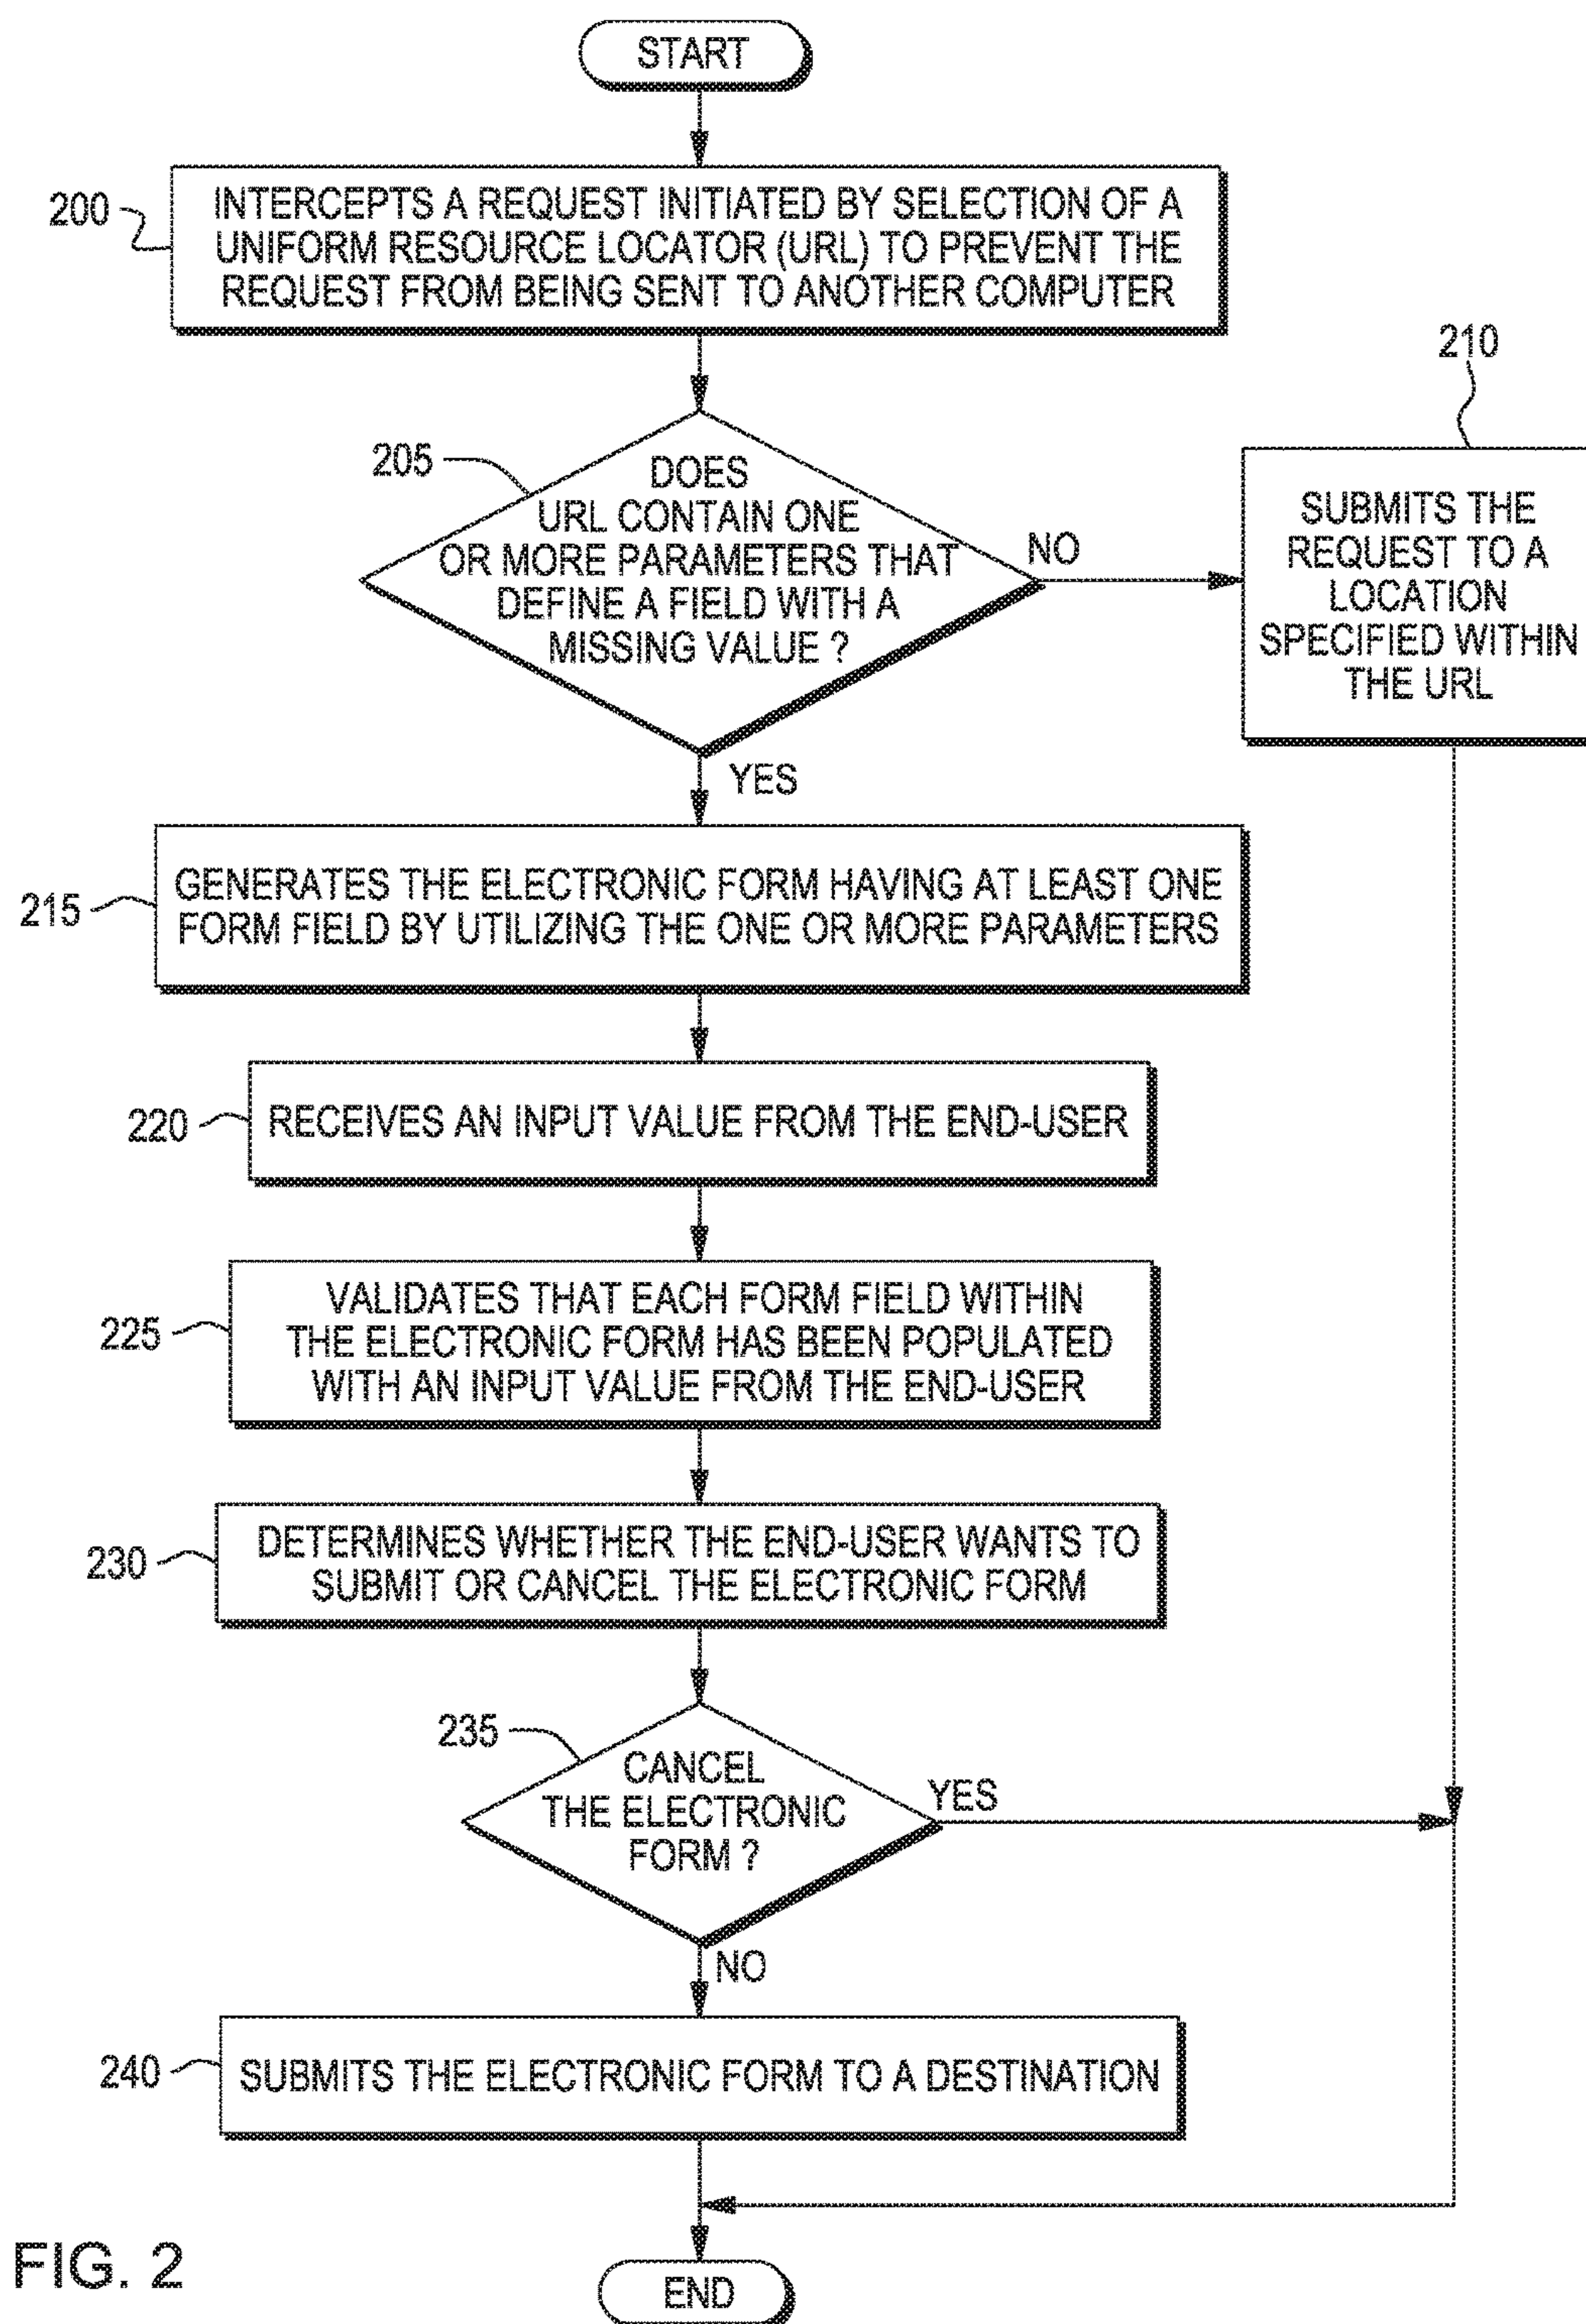 START
200
INTERCEPTS A REQUEST INITIATED BY SELECTION OF A
UNIFORM RESOURCE LOCATOR (URL) TO PREVENT THE
REQUEST FROM BEING SENT TO ANOTHER COMPUTER
205
DOES
URL CONTAIN ONE
OR MORE PARAMETERS THAT
DEFINE A FIELD WITH A
MISSING VALUE ?
NO
210
SUBMITS THE
REQUEST TO A
LOCATION
SPECIFIED WITHIN
THE URL
YES
215
GENERATES THE ELECTRONIC FORM HAVING AT LEAST ONE
FORM FIELD BY UTILIZING THE ONE OR MORE PARAMETERS
220
RECEIVES AN INPUT VALUE FROM THE END-USER
225
VALIDATES THAT EACH FORM FIELD WITHIN
THE ELECTRONIC FORM HAS BEEN POPULATED
WITH AN INPUT VALUE FROM THE END-USER
230
DETERMINES WHETHER THE END-USER WANTS TO
SUBMIT OR CANCEL THE ELECTRONIC FORM
235
CANCEL
THE ELECTRONIC
FORM ?
YES
NO
240
SUBMITS THE ELECTRONIC FORM TO A DESTINATION
END
FIG. 2